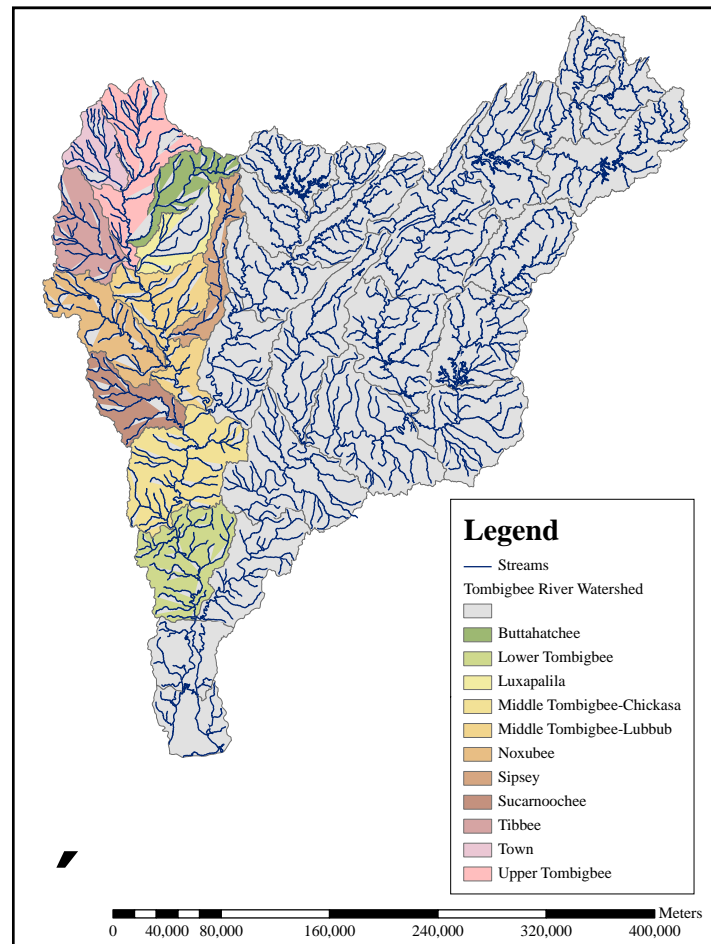 Legend
Streams
Tombigbee River Watershed
Buttahatchee
Lower Tombigbee
Luxapalila
Middle Tombigbee-Chickasa
Middle Tombigbee-Lubbub
Noxubee
Sipsey
Sucarnoochee
Tibbee
Town
Upper Tombigbee
Meters
0 40,000 80,000 160,000 240,000 320,000 400,000